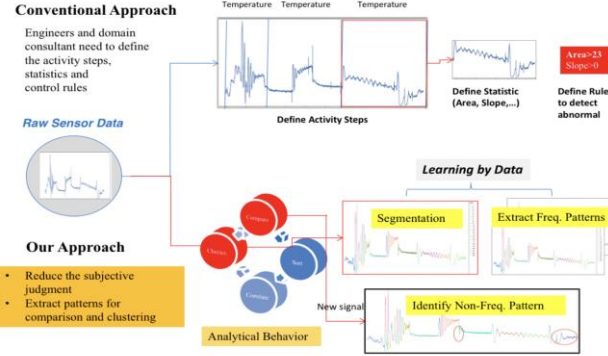 Conventional Approach
Engineers and domain
consultant need to define
the activity steps,
statistics and
control rules
Raw Sensor Data
Temperature Temperature Temperature
Define Activity Steps
Define Statistic
(Area, Slope,...)
Area>23
Slope>0
Define Rule
to detect
abnormal
Our Approach
• Reduce the subjective
judgment
• Extract patterns for
comparison and clustering
Compare
Cluster
Sort
Correlate
Analytical Behavior
Learning by Data
Segmentation
Extract Freq. Patterns
New signal
Identify Non-Freq. Pattern